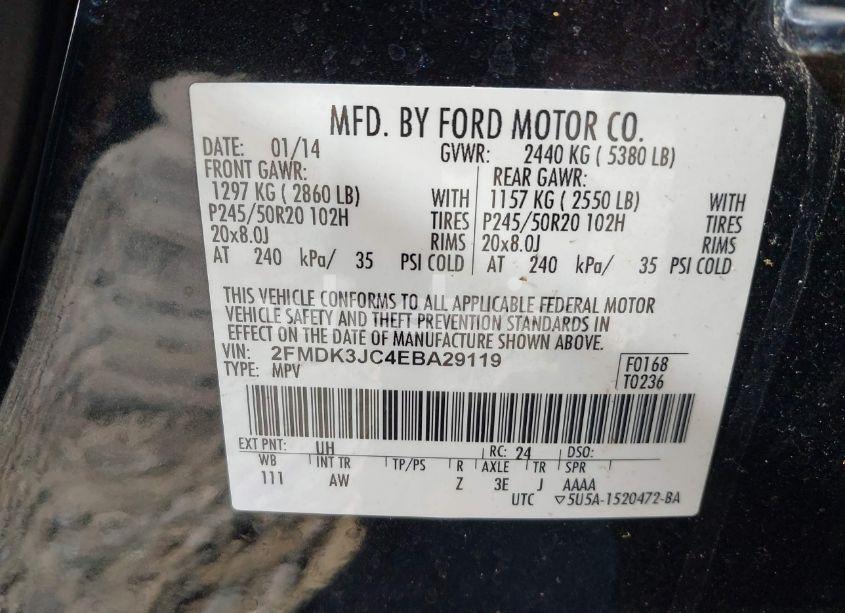 MFD. BY FORD MOTOR CO.
DATE: 01/14 GVWR: 2440 KG ( 5380 LB)
FRONT GAWR: REAR GAWR:
1297 KG ( 2860 LB) WITH 1157 KG ( 2550 LB) WITH
P245/50R20 102H TIRES P245/50R20 102H TIRES
20x8.0J RIMS 20x8.0J RIMS
AT 240 kPa/ 35 PSI COLD AT 240 kPa/ 35 PSI COLD
THIS VEHICLE CONFORMS TO ALL APPLICABLE FEDERAL MOTOR
VEHICLE SAFETY AND THEFT PREVENTION STANDARDS IN
EFFECT ON THE DATE OF MANUFACTURE SHOWN ABOVE.
VIN: 2FMDK3JC4EBA29119 F0168
TYPE: MPV T0236
EXT PNT: UH RC: 24 DSO:
WB INT TR TP/PS R AXLE TR SPR
111 AW Z 3E J AAAA
UTC ▽5U5A-1520472-BA